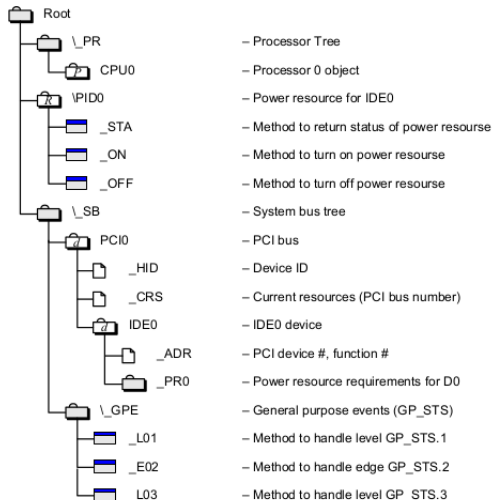 Root
\_PR – Processor Tree
P CPU0 – Processor 0 object
R \PID0 – Power resource for IDE0
_STA – Method to return status of power resourse
_ON – Method to turn on power resourse
_OFF – Method to turn off power resourse
\_SB – System bus tree
d PCI0 – PCI bus
_HID – Device ID
_CRS – Current resources (PCI bus number)
d IDE0 – IDE0 device
_ADR – PCI device #, function #
_PR0 – Power resource requirements for D0
\_GPE – General purpose events (GP_STS)
_L01 – Method to handle level GP_STS.1
_E02 – Method to handle edge GP_STS.2
_L03 – Method to handle level GP_STS.3